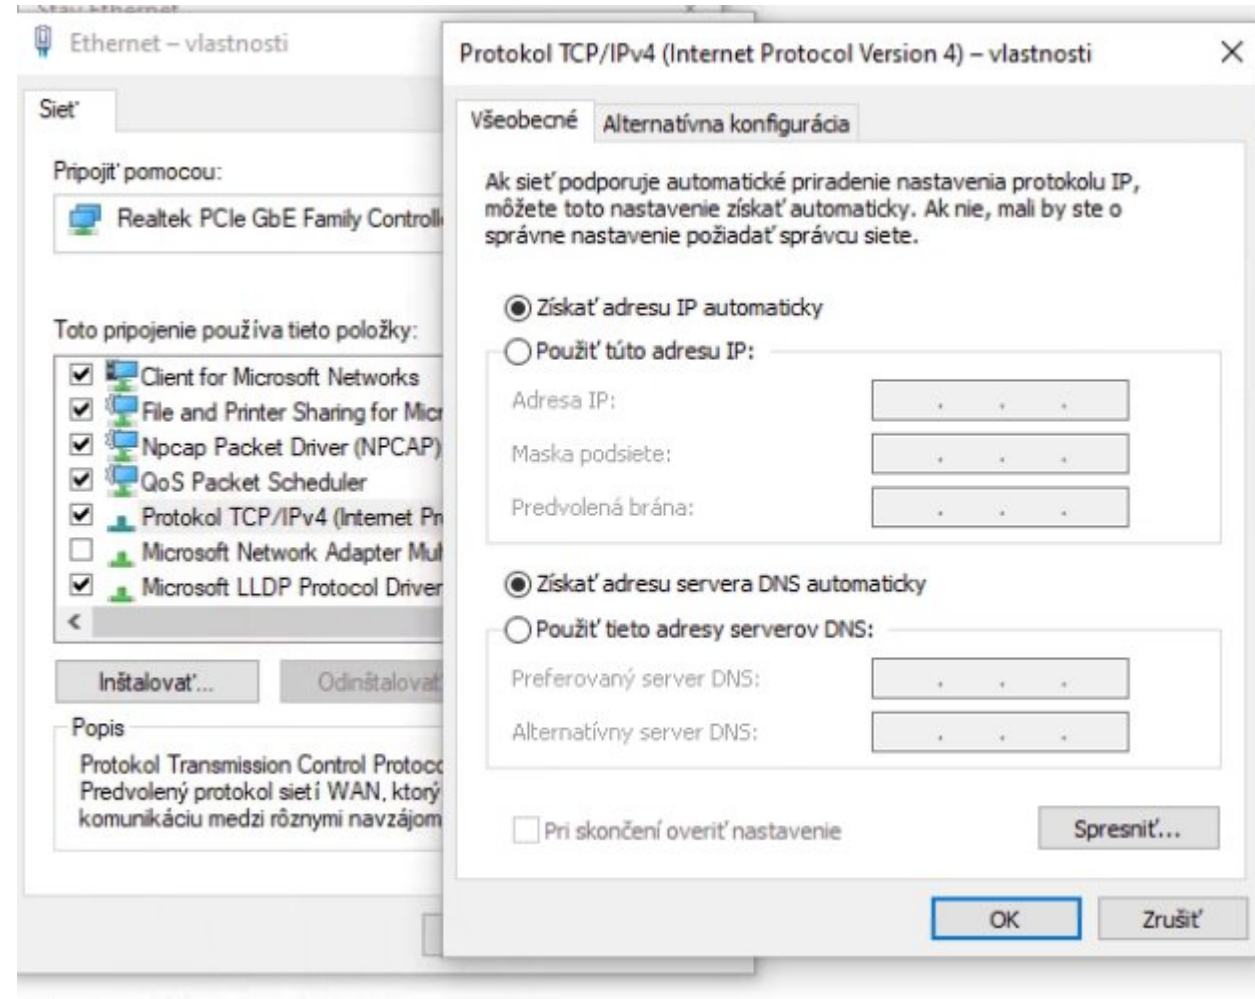 Stav Ethernet
Ethernet – vlastnosti
Sieť
Pripojiť pomocou:
Realtek PCIe GbE Family Controlle
Toto pripojenie používa tieto položky:
Client for Microsoft Networks
File and Printer Sharing for Micr
Npcap Packet Driver (NPCAP)
QoS Packet Scheduler
Protokol TCP/IPv4 (Internet Pr
Microsoft Network Adapter Mul
Microsoft LLDP Protocol Driver
Inštalovať...
Odinštalovať
Popis
Protokol Transmission Control Protoco
Predvolený protokol sietí WAN, ktorý
komunikáciu medzi rôznymi navzájom
Protokol TCP/IPv4 (Internet Protocol Version 4) – vlastnosti
Všeobecné
Alternatívna konfigurácia
Ak sieť podporuje automatické priradenie nastavenia protokolu IP,
môžete toto nastavenie získať automaticky. Ak nie, mali by ste o
správne nastavenie požiadať správcu siete.
Získať adresu IP automaticky
Použiť túto adresu IP:
Adresa IP:
Maska podsiete:
Predvolená brána:
Získať adresu servera DNS automaticky
Použiť tieto adresy serverov DNS:
Preferovaný server DNS:
Alternatívny server DNS:
Pri skončení overiť nastavenie
Spresniť...
OK
Zrušiť